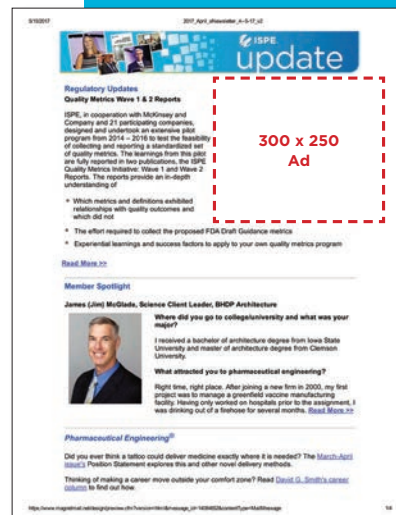 5/10/2017
2017_April_eNewsletter_4-5-17_v2
ISPE.
update
Regulatory Updates
Quality Metrics Wave 1 & 2 Reports
ISPE, in cooperation with McKinsey and
Company and 21 participating companies,
designed and undertook an extensive pilot
program from 2014 – 2016 to test the feasibility
of collecting and reporting a standardized set
of quality metrics. The learnings from this pilot
are fully reported in two publications, the ISPE
Quality Metrics Initiative: Wave 1 and Wave 2
Reports. The reports provide an in-depth
understanding of
300 x 250
Ad
Which metrics and definitions exhibited
relationships with quality outcomes and
which did not
The effort required to collect the proposed FDA Draft Guidance metrics
Experiential learnings and success factors to apply to your own quality metrics program
Read More >>
Member Spotlight
James (Jim) McGlade, Science Client Leader, BHDP Architecture
Where did you go to college/university and what was your
major?
I received a bachelor of architecture degree from Iowa State
University and master of architecture degree from Clemson
University.
What attracted you to pharmaceutical engineering?
Right time, right place. After joining a new firm in 2000, my first
project was to manage a greenfield vaccine manufacturing
facility. Having only worked on hospitals prior to the assignment, I
was drinking out of a firehose for several months. Read More >>
Pharmaceutical Engineering®
Did you ever think a tattoo could deliver medicine exactly where it is needed? The March-April
issue's Position Statement explores this and other novel delivery methods.
Thinking of making a career move outside your comfort zone? Read David G. Smith's career
column to find out how.
1/4